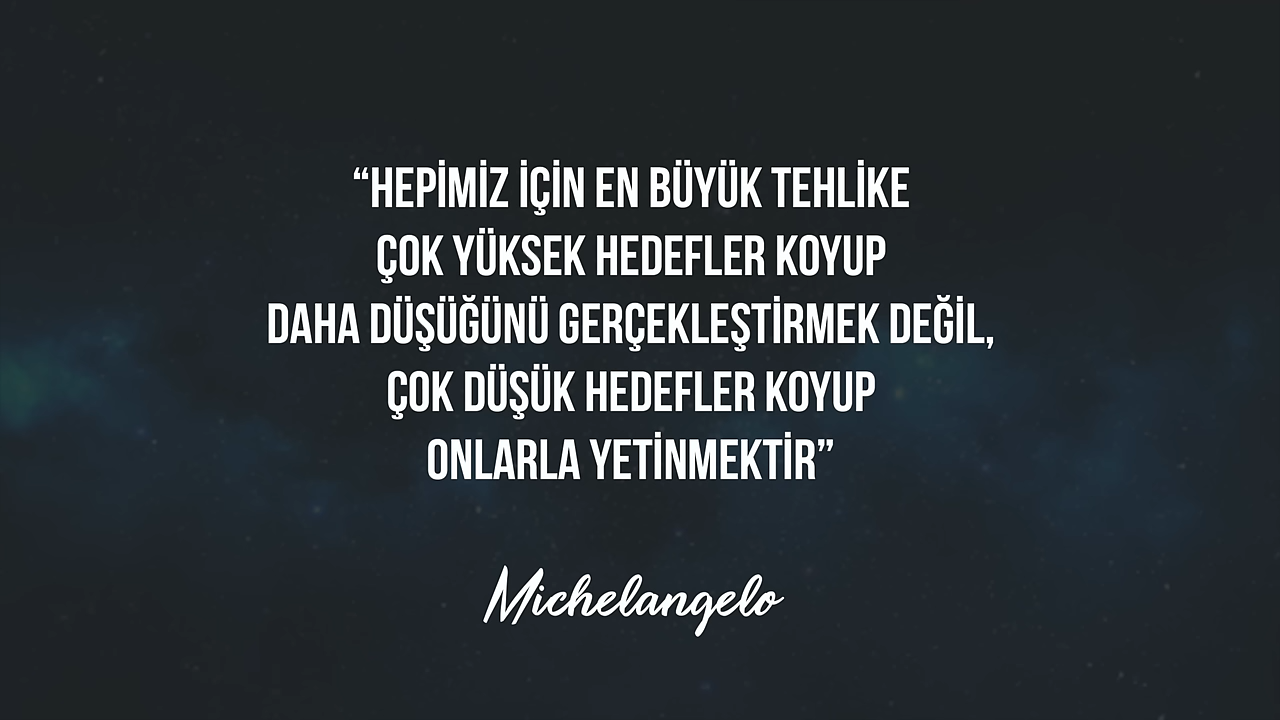 “HEPİMİZ İÇİN EN BÜYÜK TEHLİKE
ÇOK YÜKSEK HEDEFLER KOYUP
DAHA DÜŞÜĞÜNÜ GERÇEKLEŞTİRMEK DEĞİL,
ÇOK DÜŞÜK HEDEFLER KOYUP
ONLARLA YETİNMEKTİR”
Michelangelo